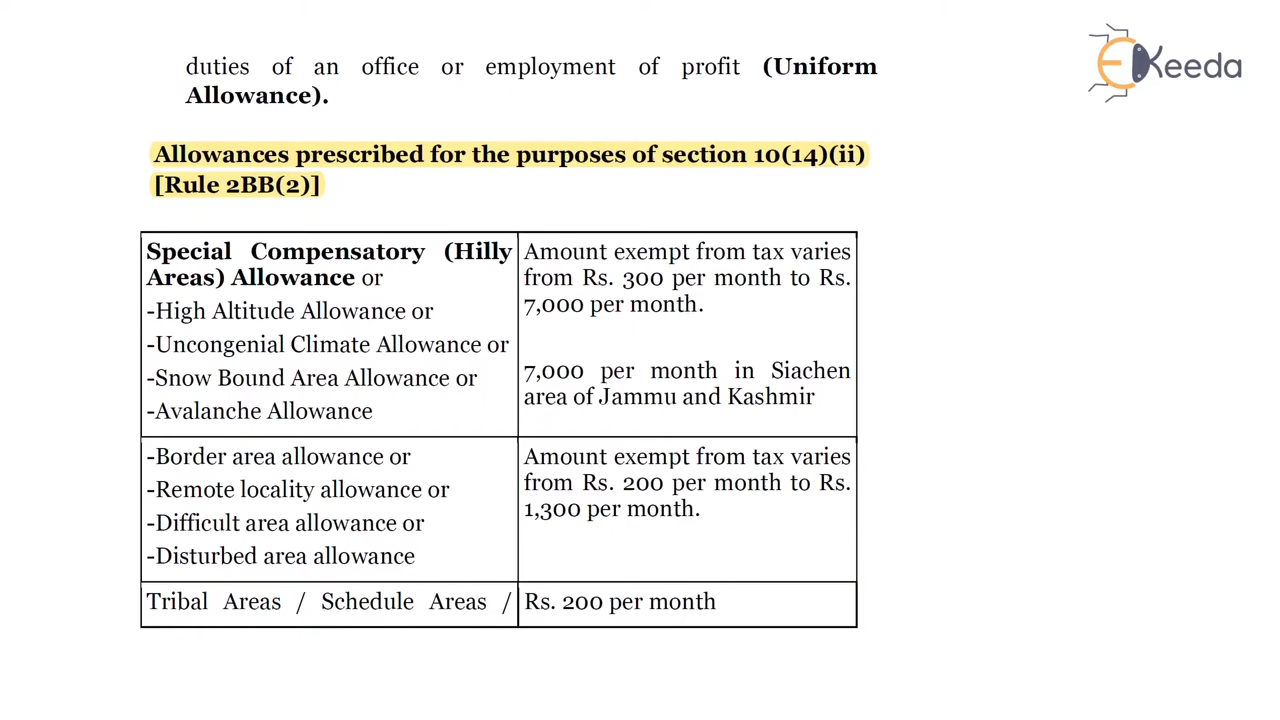 duties of an office or employment of profit (Uniform
Allowance).
EKeeda
Allowances prescribed for the purposes of section 10(14)(ii)
[Rule 2BB(2)]
Special Compensatory (Hilly
Areas) Allowance or
-High Altitude Allowance or
-Uncongenial Climate Allowance or
-Snow Bound Area Allowance or
-Avalanche Allowance
Amount exempt from tax varies
from Rs. 300 per month to Rs.
7,000 per month.
7,000 per month in Siachen
area of Jammu and Kashmir
-Border area allowance or
-Remote locality allowance or
-Difficult area allowance or
-Disturbed area allowance
Amount exempt from tax varies
from Rs. 200 per month to Rs.
1,300 per month.
Tribal Areas / Schedule Areas /
Rs. 200 per month